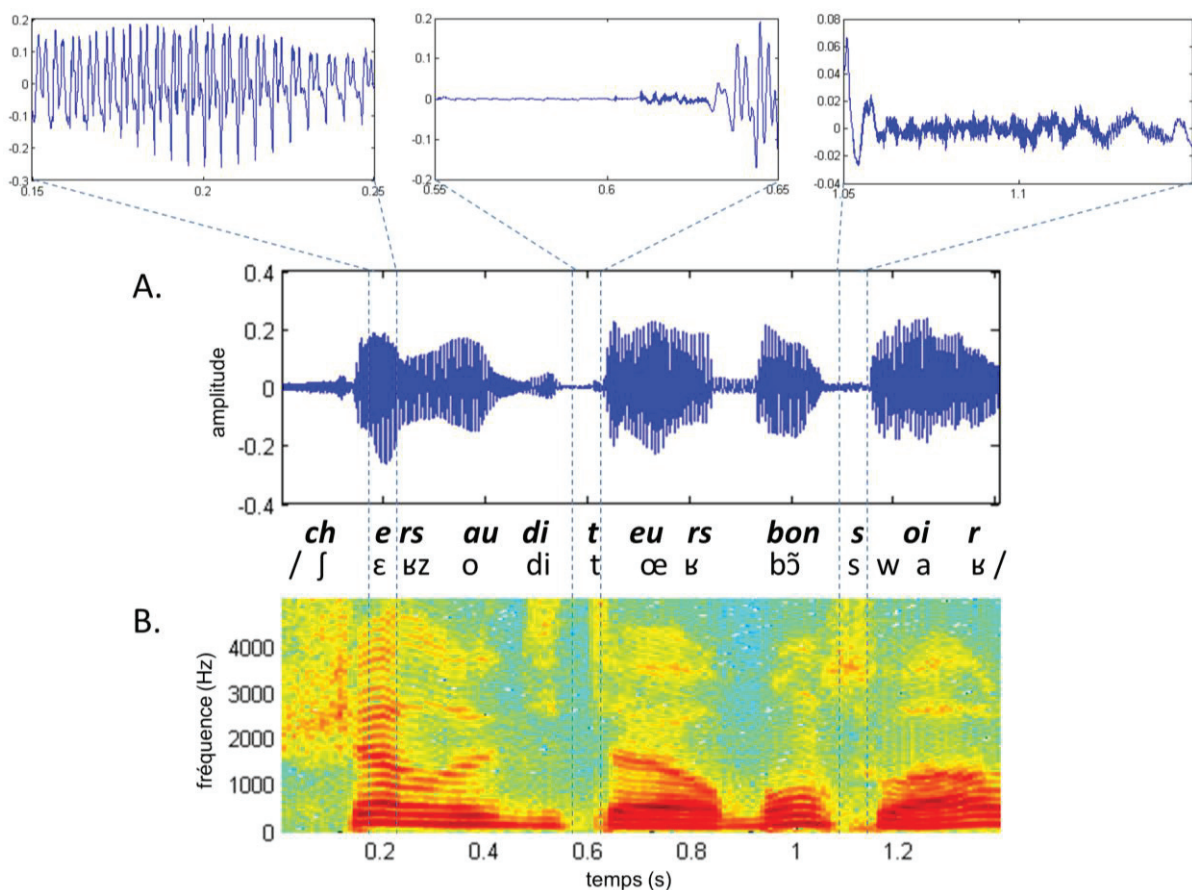 0.2
0.1
0
-0.1
-0.2
-0.3
0.15 0.2 0.25
0.2
0.1
0
-0.1
-0.2
0.55 0.6 0.65
0.08
0.06
0.04
0.02
0
-0.02
-0.04
1.05 1.1
A.
amplitude
0.4
0.2
0
-0.2
-0.4
ch e rs au di t eu rs bon s oi r
/ ʃ ɛ ʁz o di t œ ʁ bɔ̃ s w a ʁ /
B.
fréquence (Hz)
4000
3000
2000
1000
0
0.2 0.4 0.6 0.8 1 1.2
temps (s)